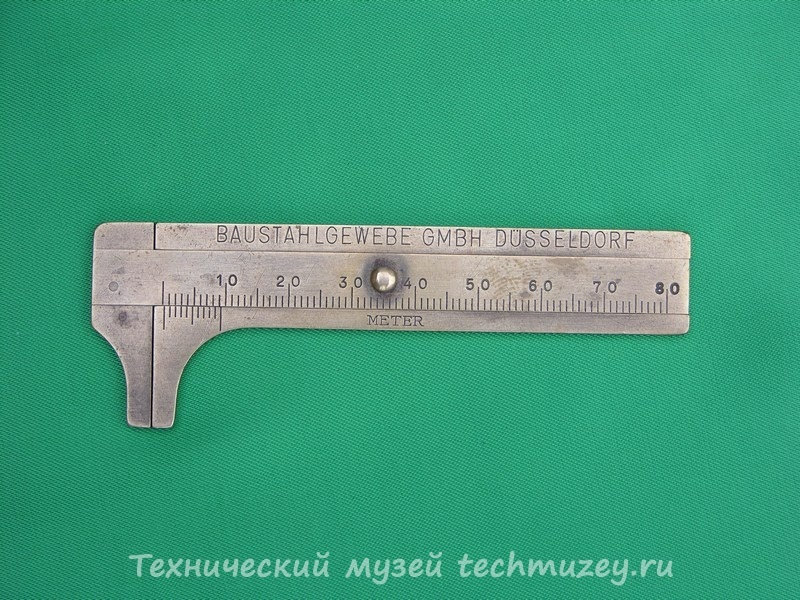 BAUSTAHLGEWEBE GMBH DÜSSELDORF
10 20 30 40 50 60 70 80
METER
Технический музей techmuzey.ru